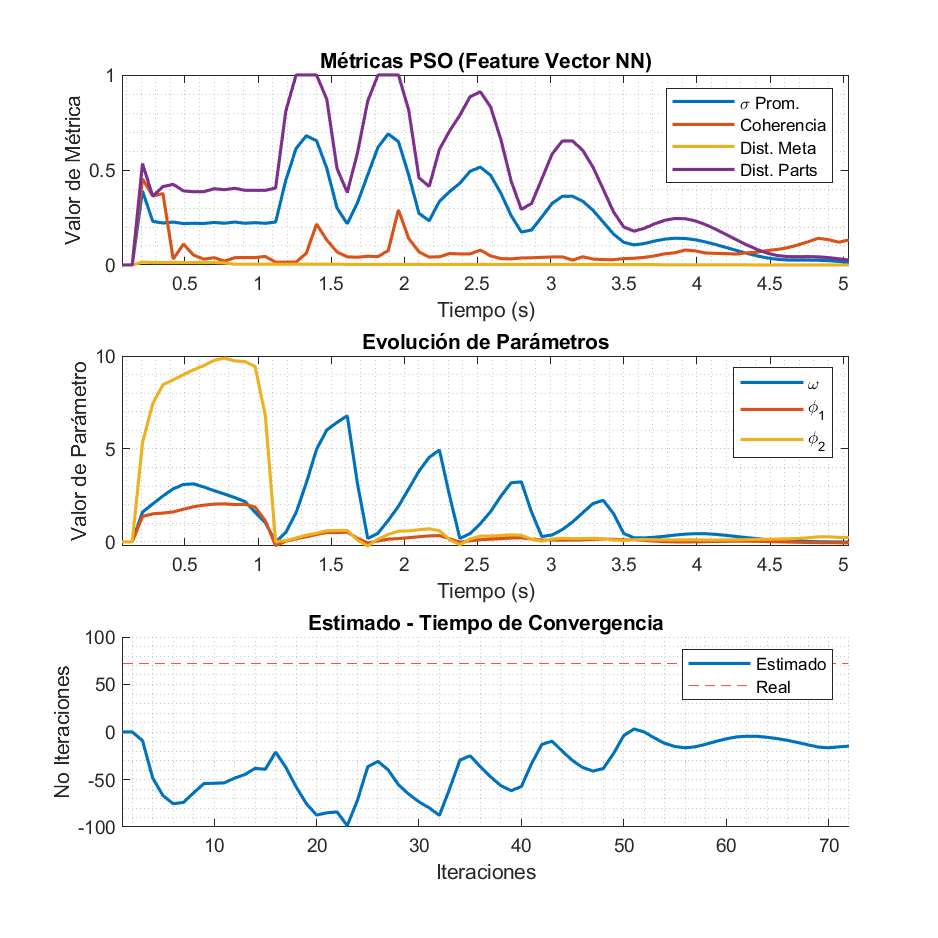 Métricas PSO (Feature Vector NN)
Valor de Métrica
1
0.5
0
σ Prom.
Coherencia
Dist. Meta
Dist. Parts
0.5 1 1.5 2 2.5 3 3.5 4 4.5 5
Tiempo (s)
Evolución de Parámetros
Valor de Parámetro
10
5
0
ω
ϕ1
ϕ2
0.5 1 1.5 2 2.5 3 3.5 4 4.5 5
Tiempo (s)
Estimado - Tiempo de Convergencia
No Iteraciones
100
50
0
-50
-100
Estimado
Real
10 20 30 40 50 60 70
Iteraciones